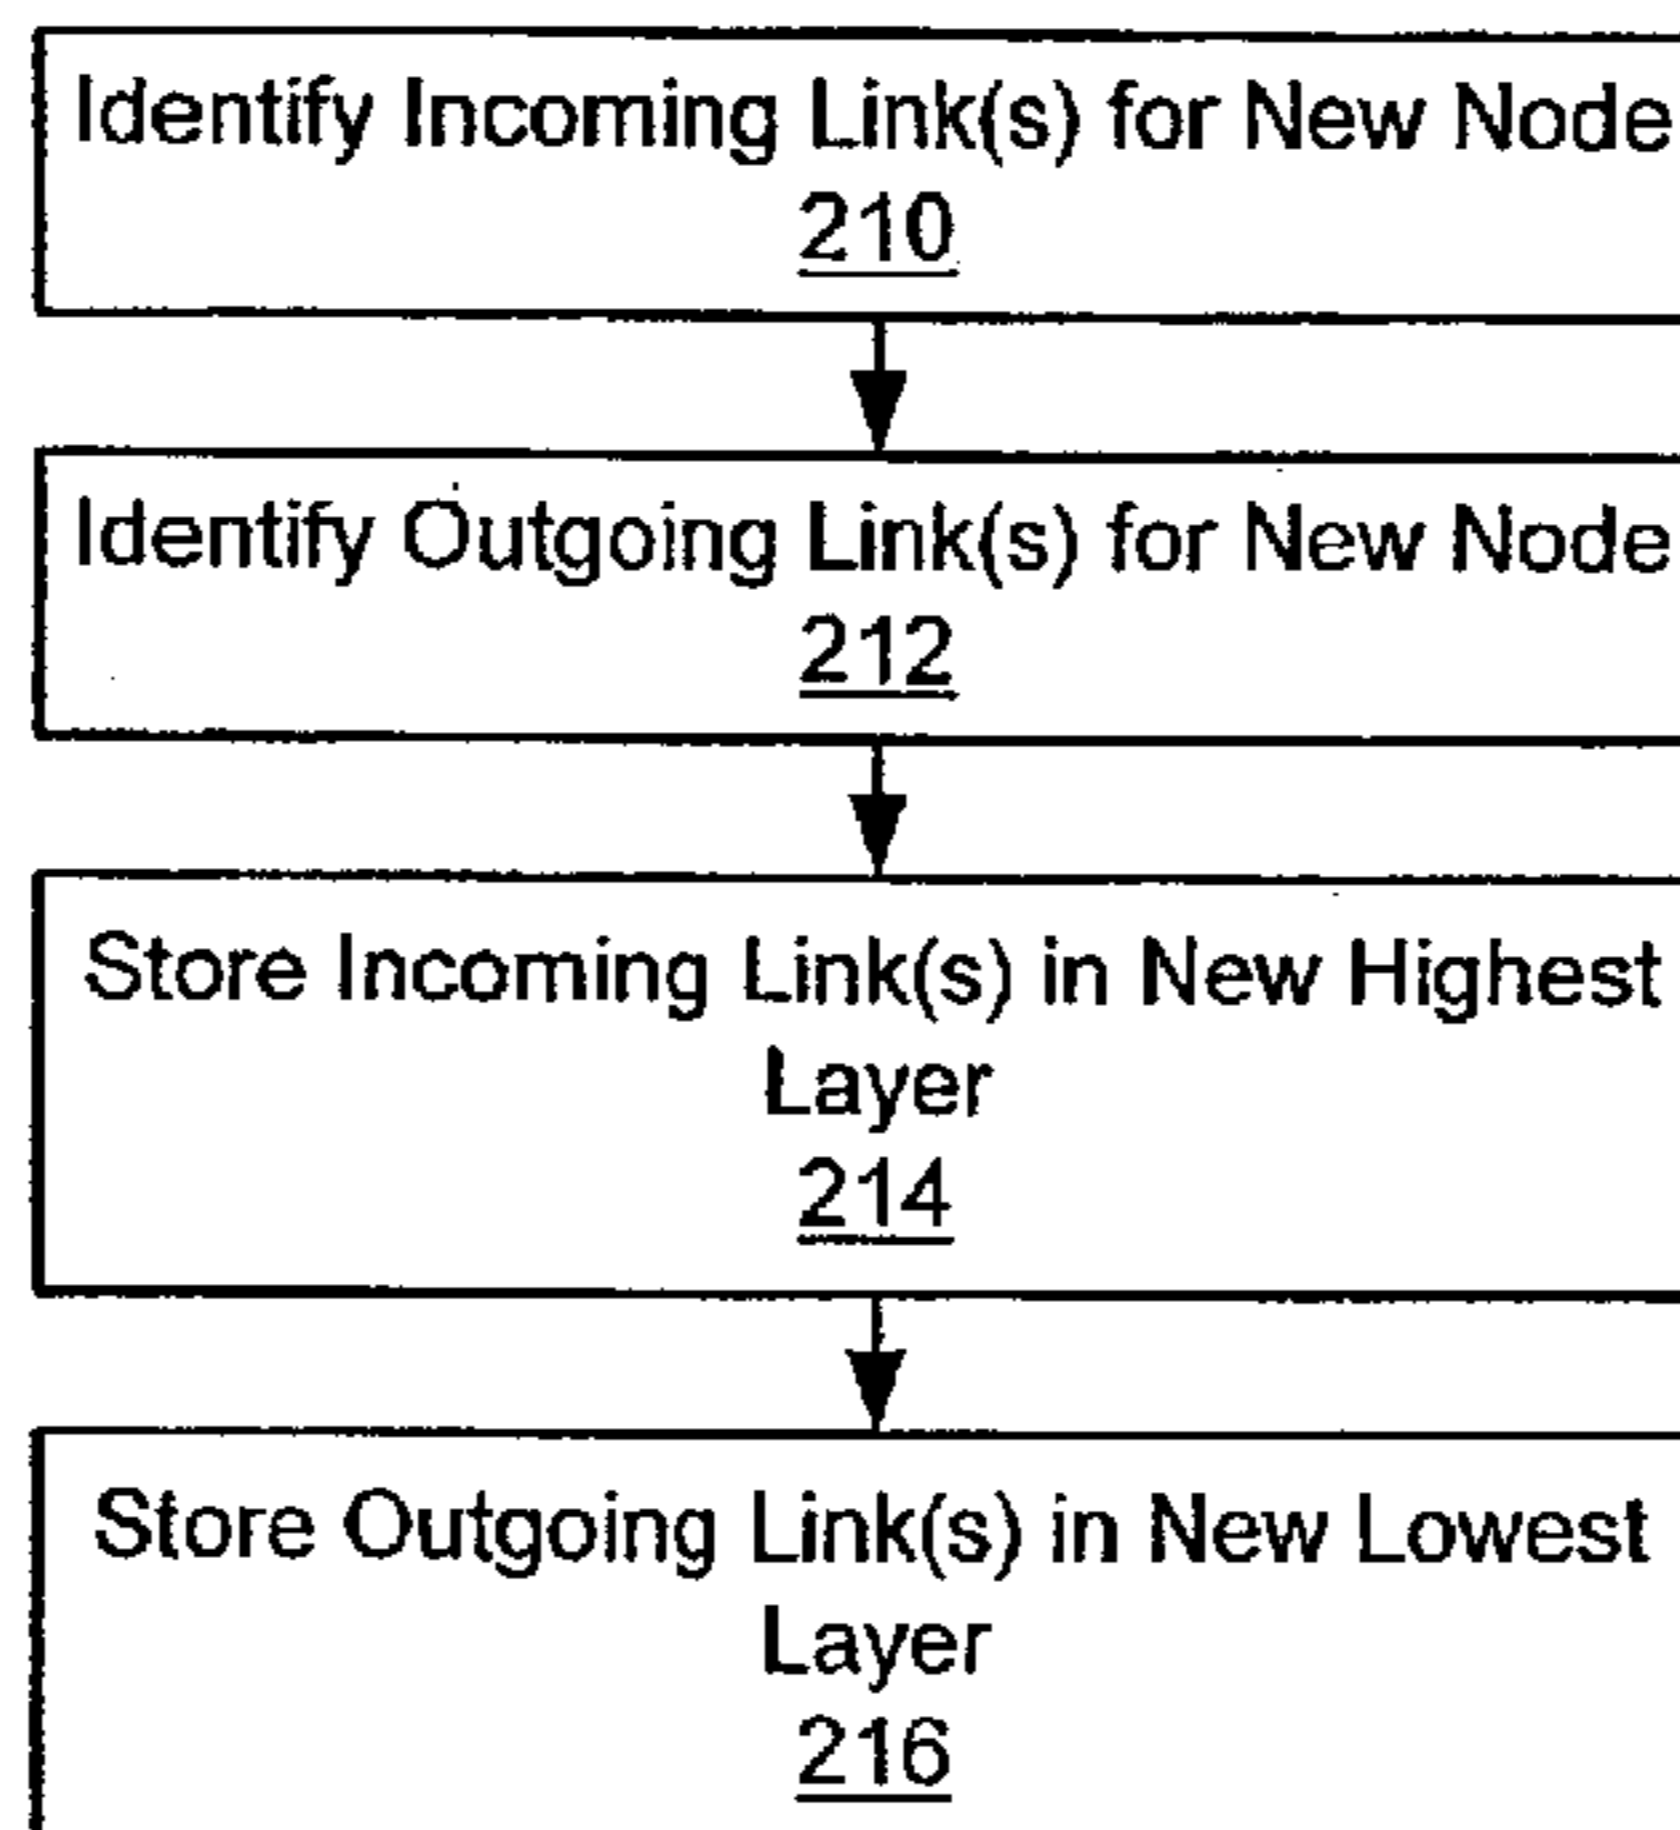 Identify Incoming Link(s) for New Node
210
Identify Outgoing Link(s) for New Node
212
Store Incoming Link(s) in New Highest
Layer
214
Store Outgoing Link(s) in New Lowest
Layer
216